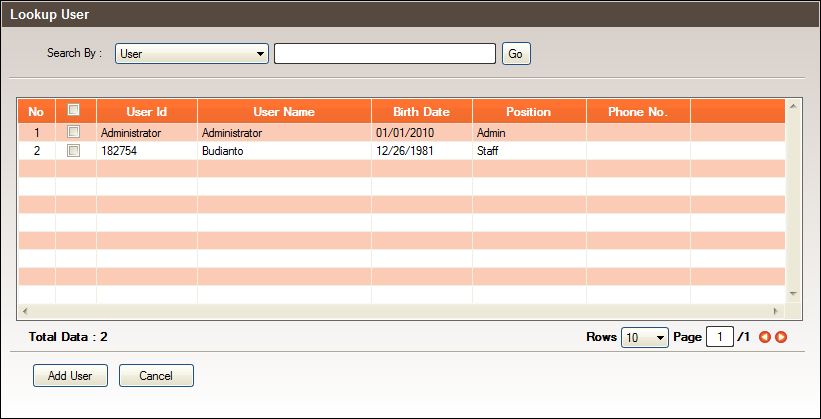 Lookup User
Search By : User Go
No User Id User Name Birth Date Position Phone No.
1 Administrator Administrator 01/01/2010 Admin
2 182754 Budianto 12/26/1981 Staff
Total Data : 2 Rows 10 Page 1 /1
Add User Cancel